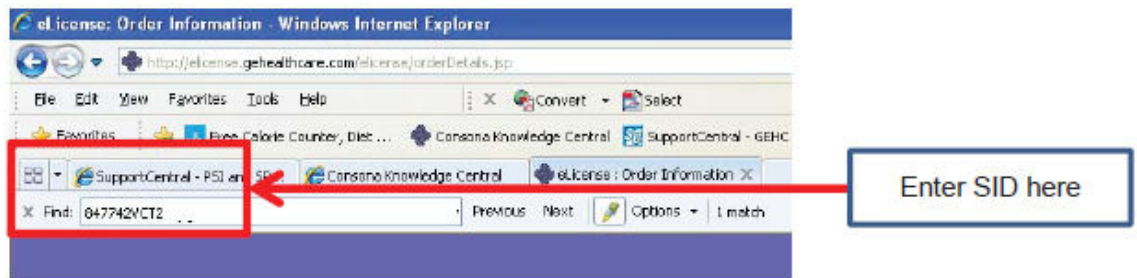 eLicense: Order Information - Windows Internet Explorer
http://elicense.gehealthcare.com/elicense/orderDetails.jsp
File Edit View Favorites Tools Help X Convert Select
Favorites Free Calorie Counter, Diet ... Consona Knowledge Central SupportCentral - GEHC
SupportCentral - PSI an Consona Knowledge Central eLicense : Order Information X
X Find: 847742VCT2 Previous Next Options 1 match
Enter SID here